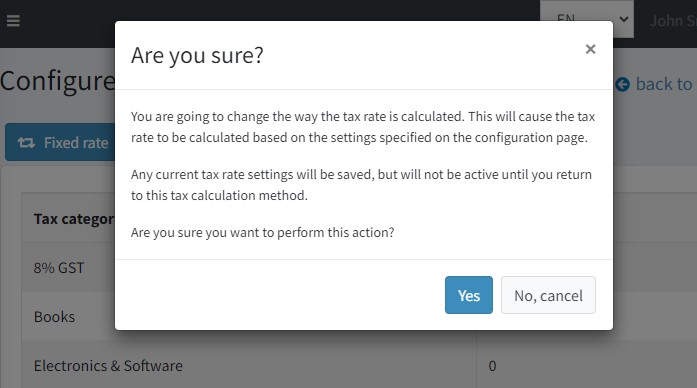 EN
John S
Are you sure?
×
Configure
back to
You are going to change the way the tax rate is calculated. This will cause the tax
rate to be calculated based on the settings specified on the configuration page.
Fixed rate
Any current tax rate settings will be saved, but will not be active until you return
to this tax calculation method.
Tax categor
Are you sure you want to perform this action?
8% GST
Yes
No, cancel
Books
Electronics & Software
0